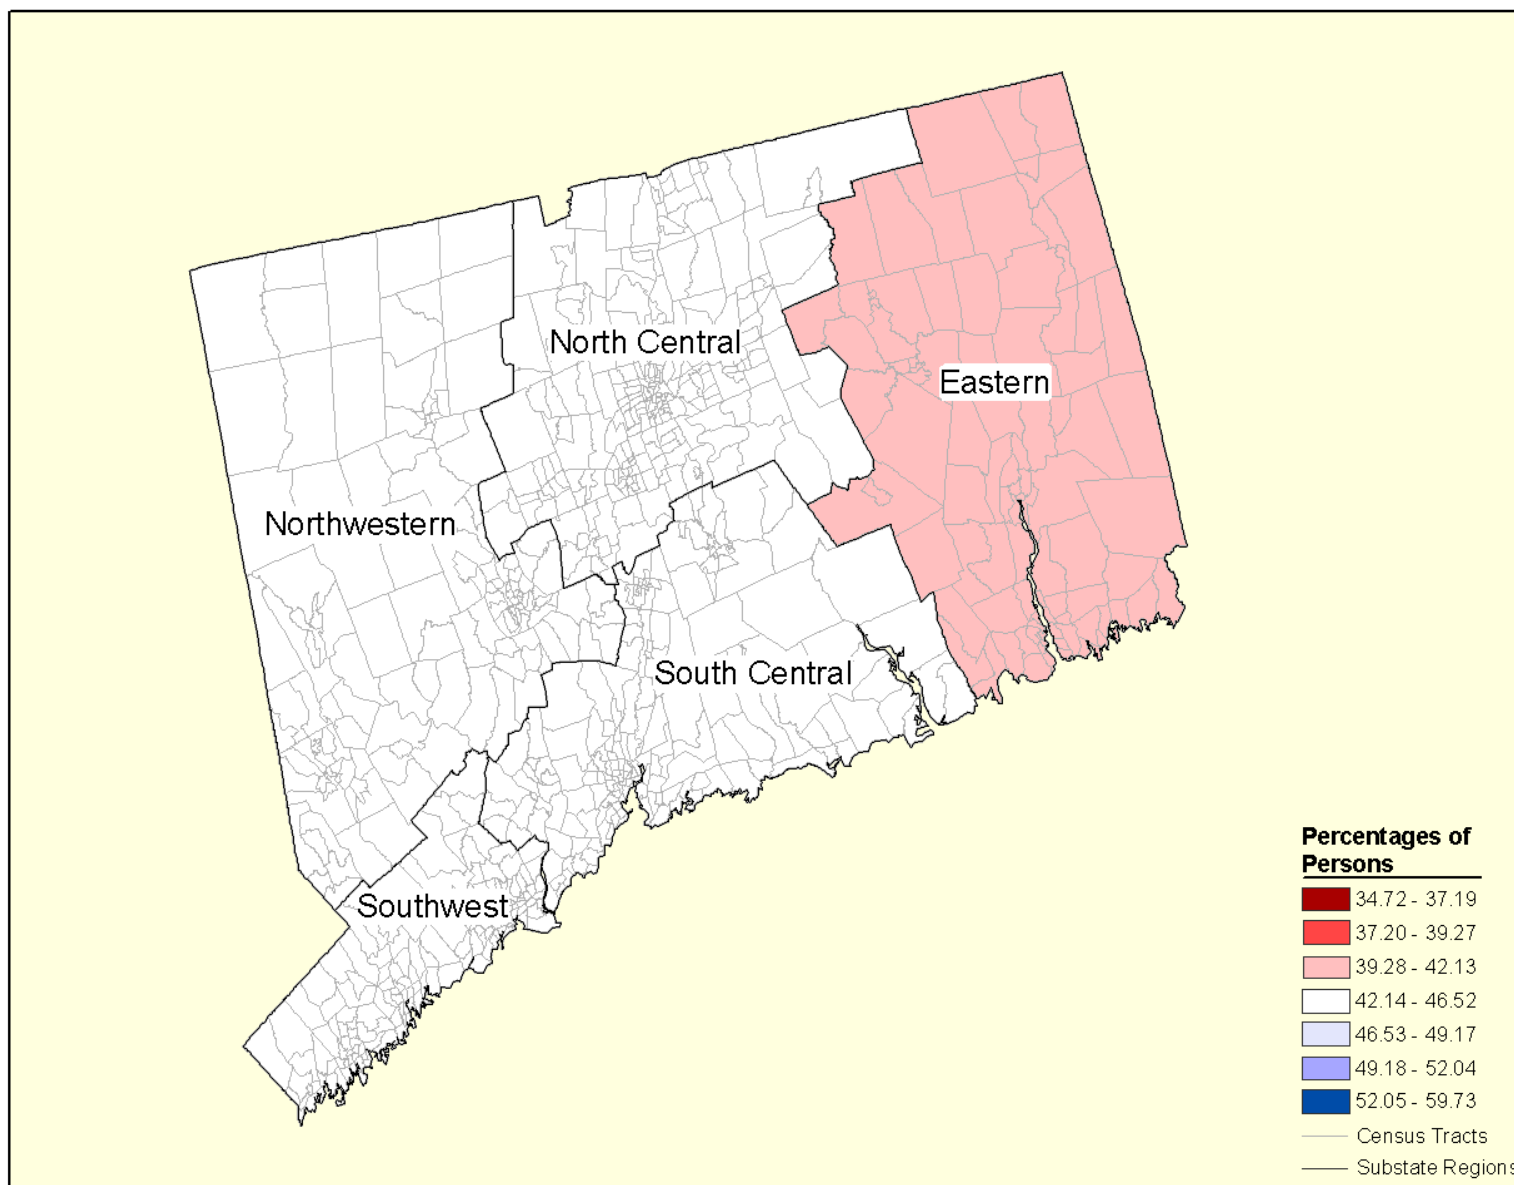 North Central
Eastern
Northwestern
South Central
Southwest
Percentages of
Persons
34.72 - 37.19
37.20 - 39.27
39.28 - 42.13
42.14 - 46.52
46.53 - 49.17
49.18 - 52.04
52.05 - 59.73
Census Tracts
Substate Regions